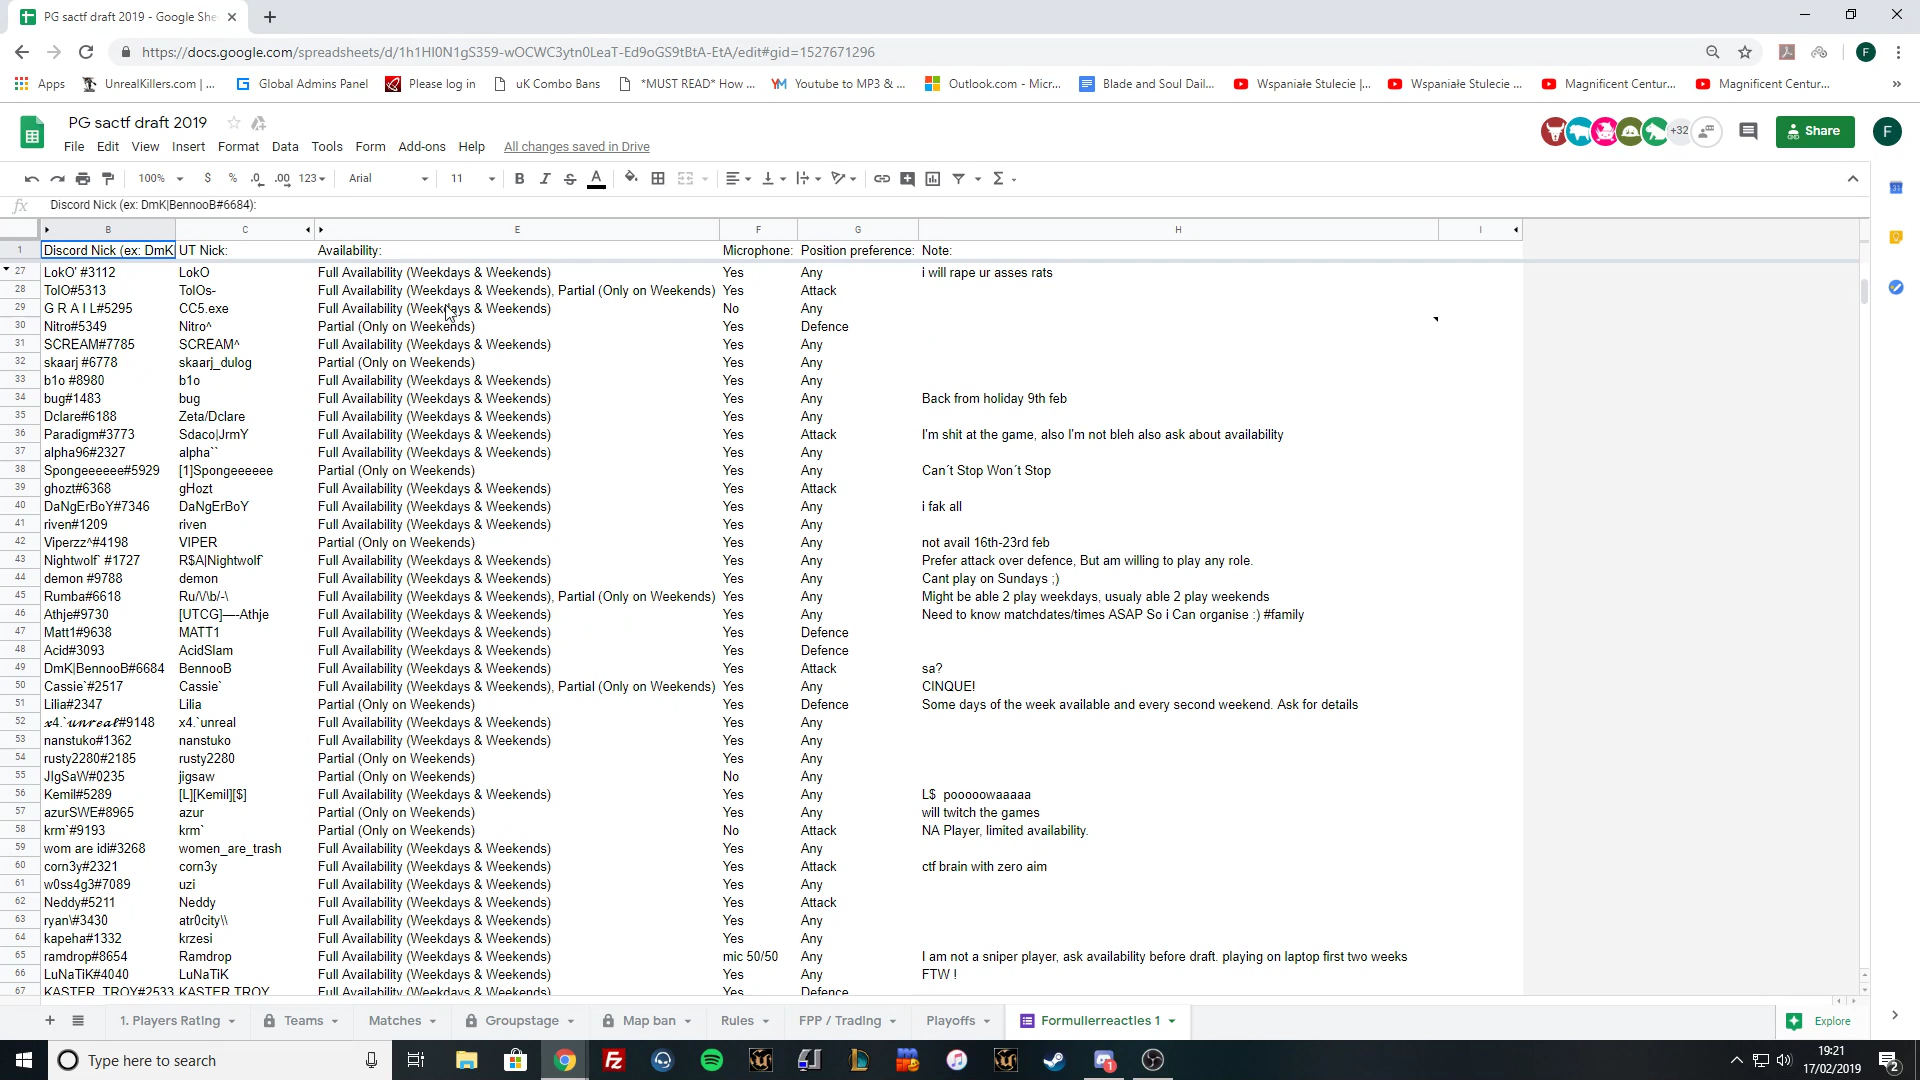 PG sactf draft 2019 - Google She
https://docs.google.com/spreadsheets/d/1h1HI0N1gS359-wOCWC3ytn0LeaT-Ed9oGS9tBtA-EtA/edit#gid=1527671296
F
Apps UnrealKillers.com | ... Global Admins Panel Please log in uK Combo Bans *MUST READ* How ... Youtube to MP3 & ... Outlook.com - Micr... Blade and Soul Dail... Wspaniałe Stulecie |... Wspaniałe Stulecie ... Magnificent Centur... Magnificent Centur... »
PG sactf draft 2019
+32 Share F
File Edit View Insert Format Data Tools Form Add-ons Help All changes saved in Drive
100% $ % .0 .00 123 Arial 11 B I S A
fx Discord Nick (ex: DmK|BennooB#6684):
B C E F G H I
1 Discord Nick (ex: DmK UT Nick: Availability: Microphone: Position preference: Note:
27 LokO' #3112 LokO Full Availability (Weekdays & Weekends) Yes Any i will rape ur asses rats
28 TolO#5313 TolOs- Full Availability (Weekdays & Weekends), Partial (Only on Weekends) Yes Attack
29 G R A I L#5295 CC5.exe Full Availability (Weekdays & Weekends) No Any
30 Nitro#5349 Nitro^ Partial (Only on Weekends) Yes Defence
31 SCREAM#7785 SCREAM^ Full Availability (Weekdays & Weekends) Yes Any
32 skaarj #6778 skaarj_dulog Partial (Only on Weekends) Yes Any
33 b1o #8980 b1o Full Availability (Weekdays & Weekends) Yes Any
34 bug#1483 bug Full Availability (Weekdays & Weekends) Yes Any Back from holiday 9th feb
35 Dclare#6188 Zeta/Dclare Full Availability (Weekdays & Weekends) Yes Any
36 Paradigm#3773 Sdaco|JrmY Full Availability (Weekdays & Weekends) Yes Attack I'm shit at the game, also I'm not bleh also ask about availability
37 alpha96#2327 alpha`` Full Availability (Weekdays & Weekends) Yes Any
38 Spongeeeeee#5929 [1]Spongeeeeee Partial (Only on Weekends) Yes Any Can´t Stop Won´t Stop
39 ghozt#6368 gHozt Full Availability (Weekdays & Weekends) Yes Attack
40 DaNgErBoY#7346 DaNgErBoY Full Availability (Weekdays & Weekends) Yes Any i fak all
41 riven#1209 riven Full Availability (Weekdays & Weekends) Yes Any
42 Viperzz^#4198 VIPER Partial (Only on Weekends) Yes Any not avail 16th-23rd feb
43 Nightwolf` #1727 R$A|Nightwolf` Full Availability (Weekdays & Weekends) Yes Any Prefer attack over defence, But am willing to play any role.
44 demon #9788 demon Full Availability (Weekdays & Weekends) Yes Any Cant play on Sundays ;)
45 Rumba#6618 Ru/\/\b/-\ Full Availability (Weekdays & Weekends), Partial (Only on Weekends) Yes Any Might be able 2 play weekdays, usualy able 2 play weekends
46 Athje#9730 [UTCG]—-Athje Full Availability (Weekdays & Weekends) Yes Any Need to know matchdates/times ASAP So i Can organise :) #family
47 Matt1#9638 MATT1 Full Availability (Weekdays & Weekends) Yes Defence
48 Acid#3093 AcidSlam Full Availability (Weekdays & Weekends) Yes Defence
49 DmK|BennooB#6684 BennooB Full Availability (Weekdays & Weekends) Yes Attack sa?
50 Cassie`#2517 Cassie` Full Availability (Weekdays & Weekends), Partial (Only on Weekends) Yes Any CINQUE!
51 Lilia#2347 Lilia Partial (Only on Weekends) Yes Defence Some days of the week available and every second weekend. Ask for details
52 𝔁4.`𝓾𝓷𝓻𝓮𝓪𝓵#9148 x4.`unreal Full Availability (Weekdays & Weekends) Yes Any
53 nanstuko#1362 nanstuko Full Availability (Weekdays & Weekends) Yes Any
54 rusty2280#2185 rusty2280 Partial (Only on Weekends) Yes Any
55 JIgSaW#0235 jigsaw Partial (Only on Weekends) No Any
56 Kemil#5289 [L][Kemil][$] Full Availability (Weekdays & Weekends) Yes Any L$ pooooowaaaaa
57 azurSWE#8965 azur Partial (Only on Weekends) Yes Any will twitch the games
58 krm`#9193 krm` Partial (Only on Weekends) No Attack NA Player, limited availability.
59 wom are idi#3268 women_are_trash Full Availability (Weekdays & Weekends) Yes Any
60 corn3y#2321 corn3y Full Availability (Weekdays & Weekends) Yes Attack ctf brain with zero aim
61 w0ss4g3#7089 uzi Full Availability (Weekdays & Weekends) Yes Any
62 Neddy#5211 Neddy Full Availability (Weekdays & Weekends) Yes Attack
63 ryan\#3430 atr0city\\ Full Availability (Weekdays & Weekends) Yes Any
64 kapeha#1332 krzesi Full Availability (Weekdays & Weekends) Yes Any
65 ramdrop#8654 Ramdrop Full Availability (Weekdays & Weekends) mic 50/50 Any I am not a sniper player, ask availability before draft. playing on laptop first two weeks
66 LuNaTiK#4040 LuNaTiK Full Availability (Weekdays & Weekends) Yes Any FTW !
67 KASTER_TROY#2533 KASTER TROY Full Availability (Weekdays & Weekends) Yes Defence
1. Players Rating Teams Matches Groupstage Map ban Rules FPP / Trading Playoffs Formulierreacties 1 Explore
Type here to search
19:21
17/02/2019
2